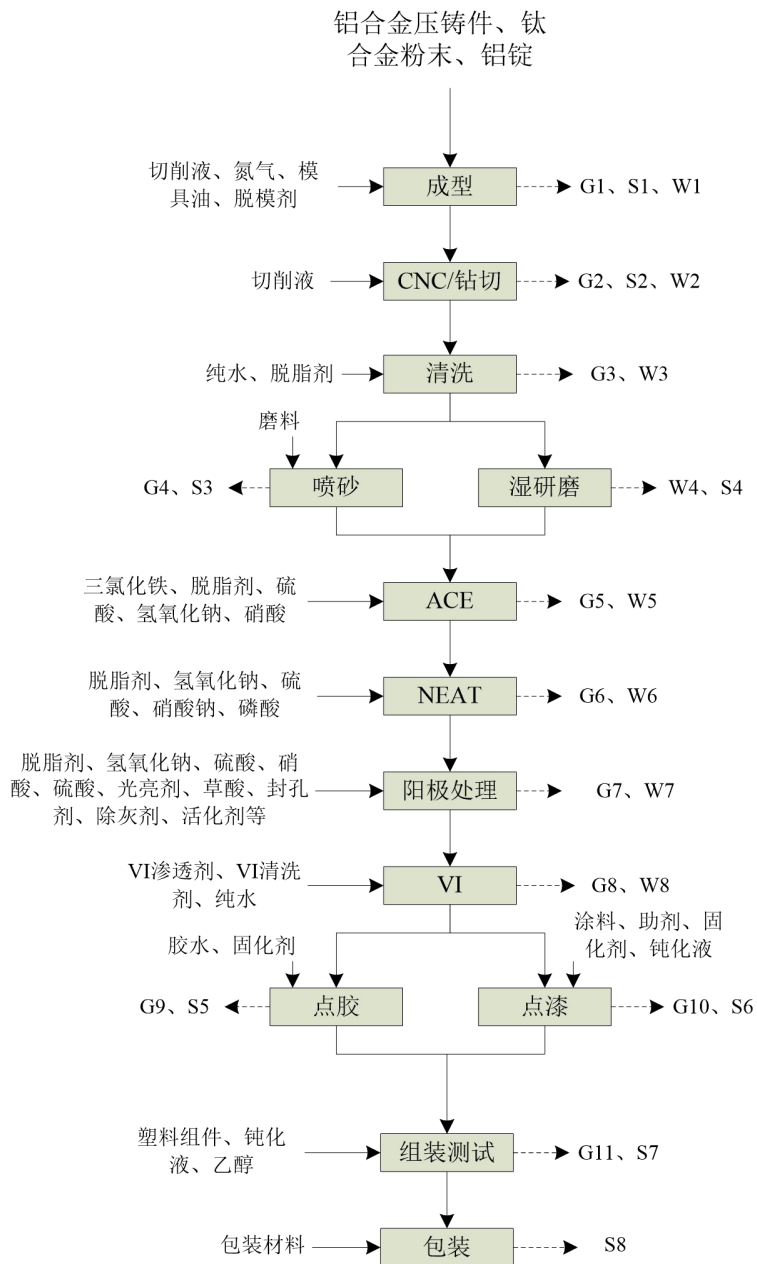 铝合金压铸件、钛
合金粉末、铝锭
切削液、氮气、模
具油、脱模剂
成型
G1、S1、W1
切削液
CNC/钻切
G2、S2、W2
纯水、脱脂剂
清洗
G3、W3
磨料
G4、S3
喷砂
湿研磨
W4、S4
三氯化铁、脱脂剂、硫
酸、氢氧化钠、硝酸
ACE
G5、W5
脱脂剂、氢氧化钠、硫
酸、硝酸钠、磷酸
NEAT
G6、W6
脱脂剂、氢氧化钠、硫酸、硝
酸、硫酸、光亮剂、草酸、封孔
剂、除灰剂、活化剂等
阳极处理
G7、W7
VI渗透剂、VI清洗
剂、纯水
VI
G8、W8
胶水、固化剂
涂料、助剂、固
化剂、钝化液
G9、S5
点胶
点漆
G10、S6
塑料组件、钝化
液、乙醇
组装测试
G11、S7
包装材料
包装
S8